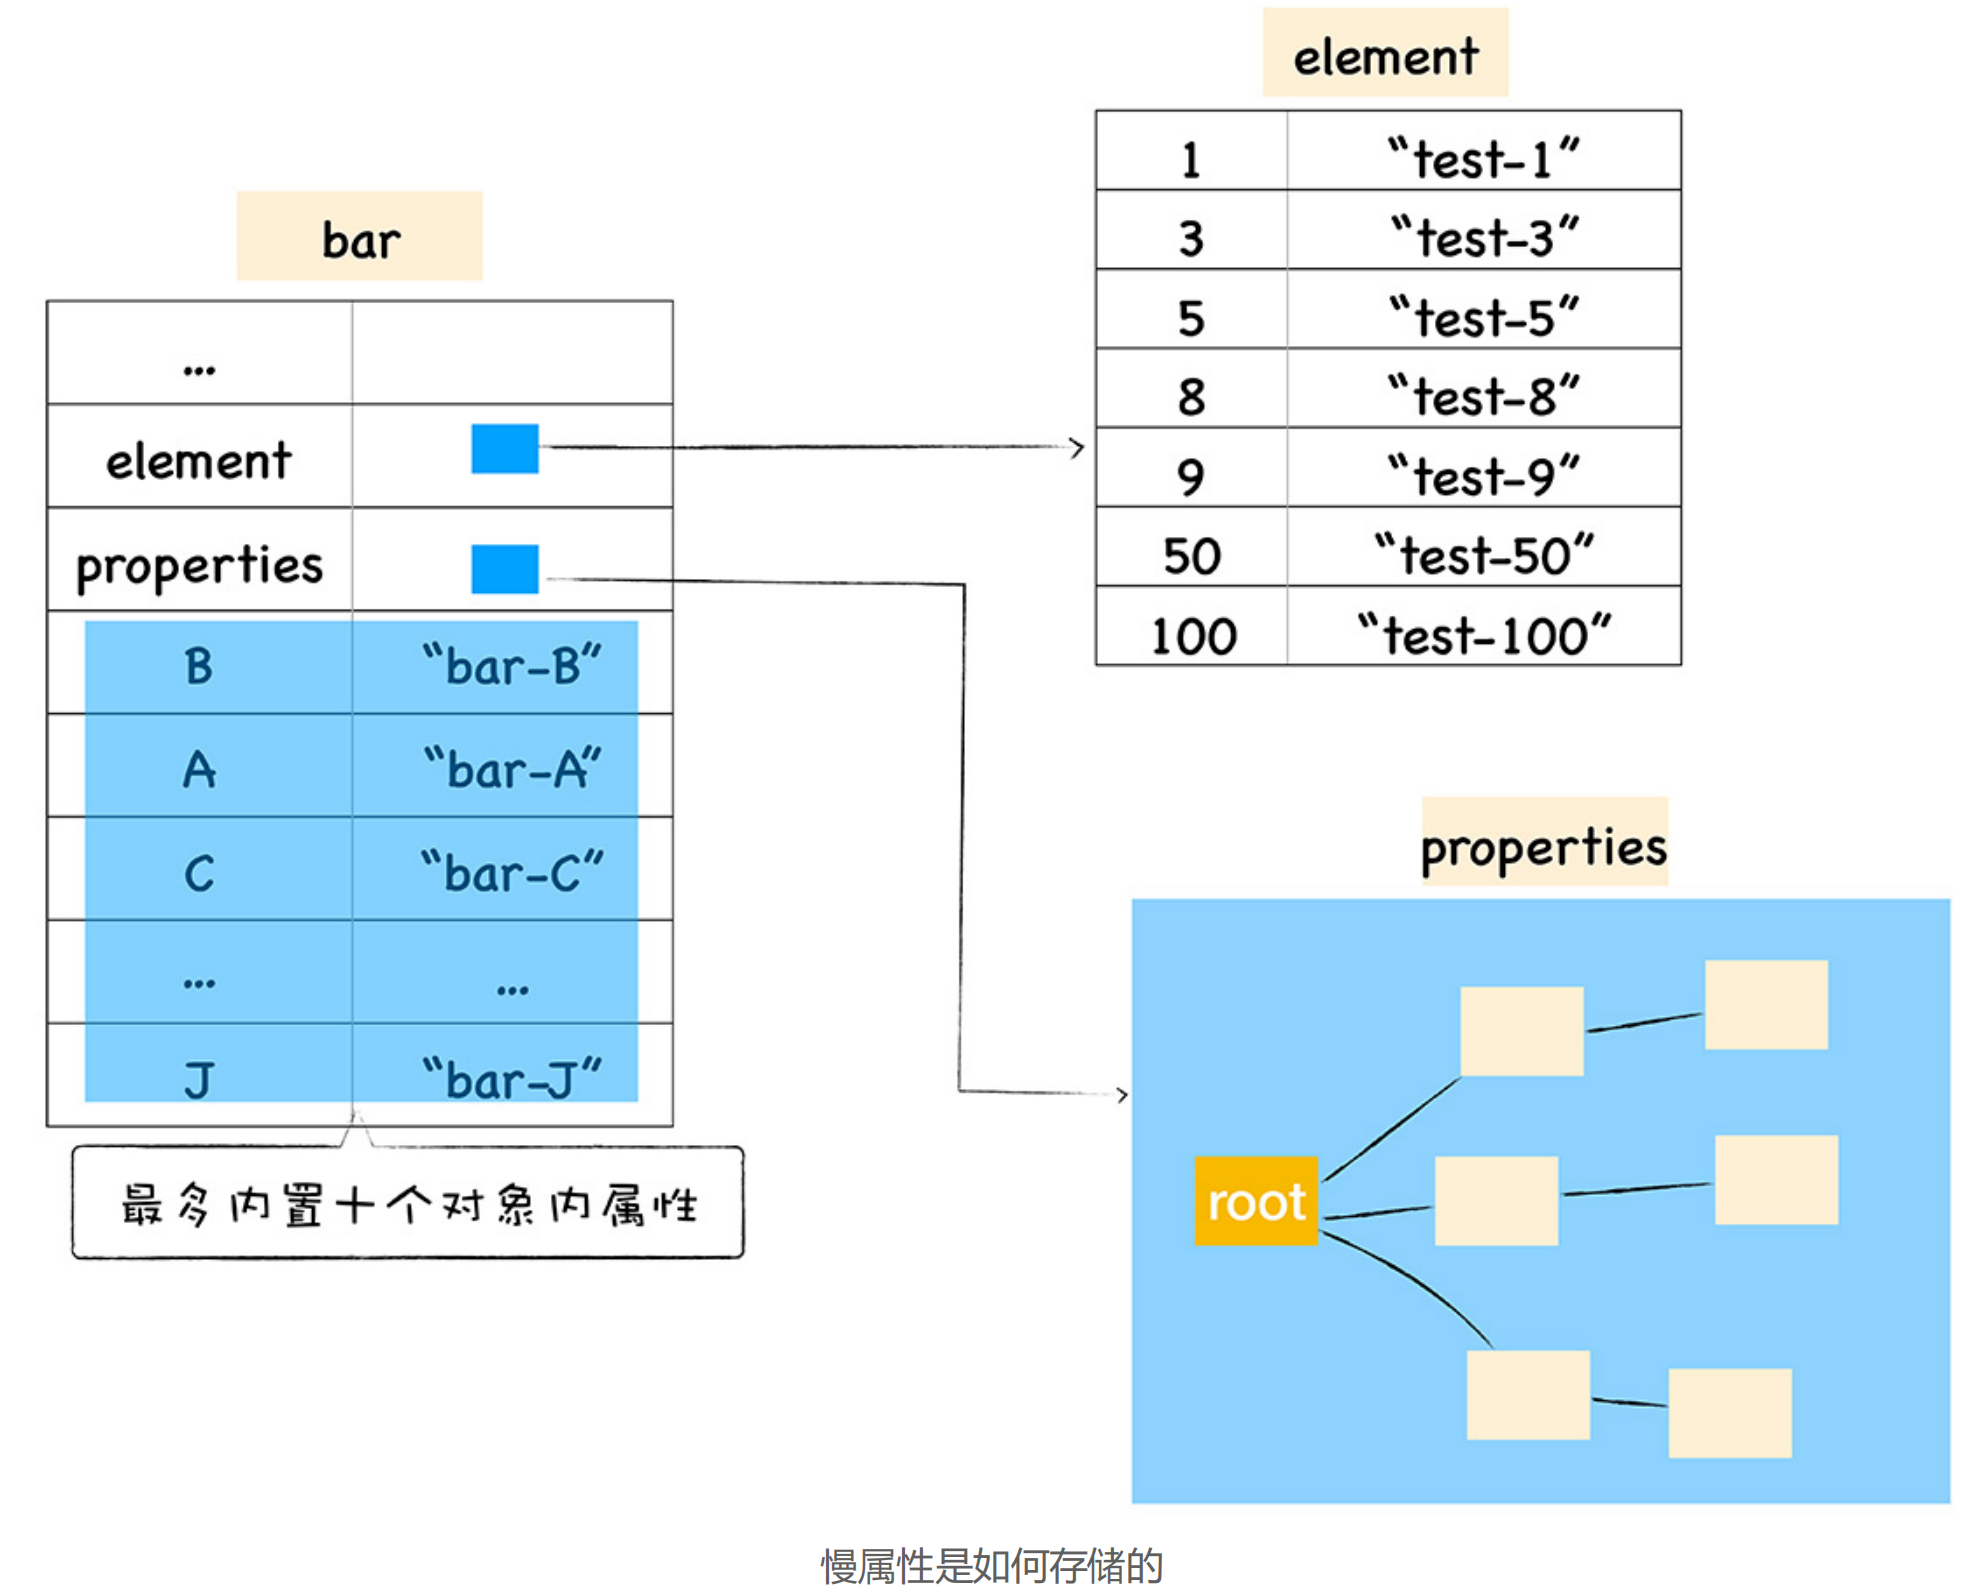 element
1 “test-1”
3 “test-3”
5 “test-5”
8 “test-8”
9 “test-9”
50 “test-50”
100 “test-100”
bar
...
element
properties
B “bar-B”
A “bar-A”
C “bar-C”
... ...
J “bar-J”
最多内置十个对象内属性
properties
root
慢属性是如何存储的